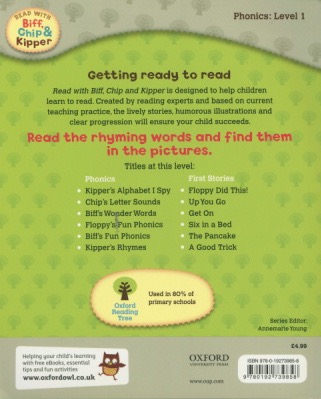 READ WITH
Biff,
Chip &
Kipper
Phonics: Level 1
Getting ready to read
Read with Biff, Chip and Kipper is designed to help children
learn to read. Created by reading experts and based on current
teaching practice, the lively stories, humorous illustrations and
clear progression will ensure your child succeeds.
Read the rhyming words and find them
in the pictures.
Titles at this level:
Phonics
• Kipper's Alphabet I Spy
• Chip's Letter Sounds
• Biff's Wonder Words
• Floppy's Fun Phonics
• Biff's Fun Phonics
• Kipper's Rhymes
First Stories
• Floppy Did This!
• Up You Go
• Get On
• Six in a Bed
• The Pancake
• A Good Trick
Oxford
Reading
Tree
Used in 80% of
primary schools
Series Editor:
Annemarie Young
£4.99
Helping your child's learning
with free eBooks, essential
tips and fun activities
www.oxfordowl.co.uk
OXFORD
UNIVERSITY PRESS
www.oup.com